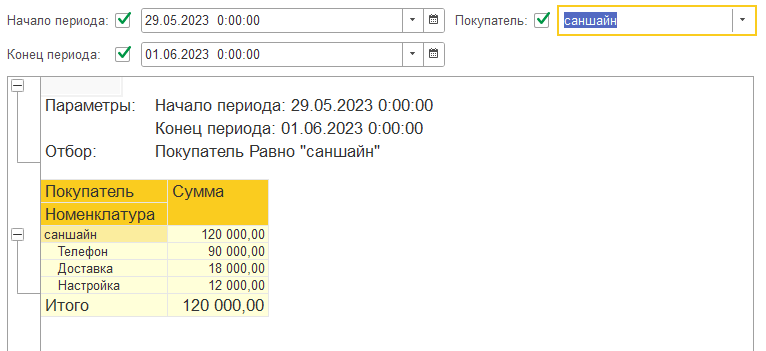 Начало периода: 29.05.2023 0:00:00 Покупатель: саншайн
Конец периода: 01.06.2023 0:00:00
Параметры: Начало периода: 29.05.2023 0:00:00
Конец периода: 01.06.2023 0:00:00
Отбор: Покупатель Равно "саншайн"
Покупатель Сумма
Номенклатура
саншайн 120 000,00
Телефон 90 000,00
Доставка 18 000,00
Настройка 12 000,00
Итого 120 000,00